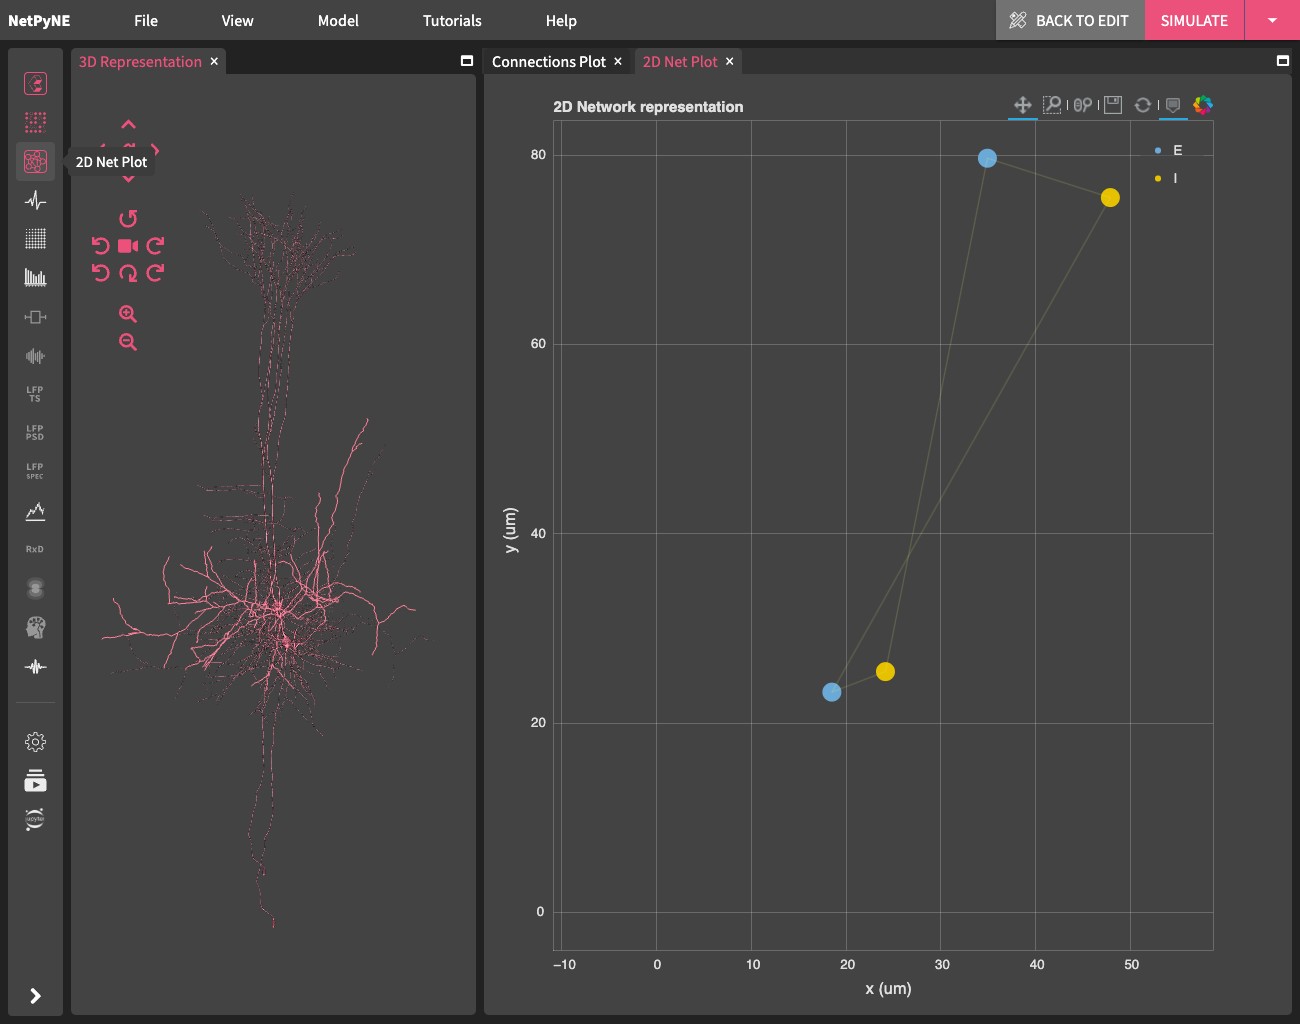 NetPyNE File View Model Tutorials Help BACK TO EDIT SIMULATE
3D Representation × Connections Plot × 2D Net Plot ×
2D Net Plot
LFP
TS
LFP
PSD
LFP
SPEC
RxD
jupyter
2D Network representation
E
I
80
60
40
20
0
y (um)
−10 0 10 20 30 40 50
x (um)